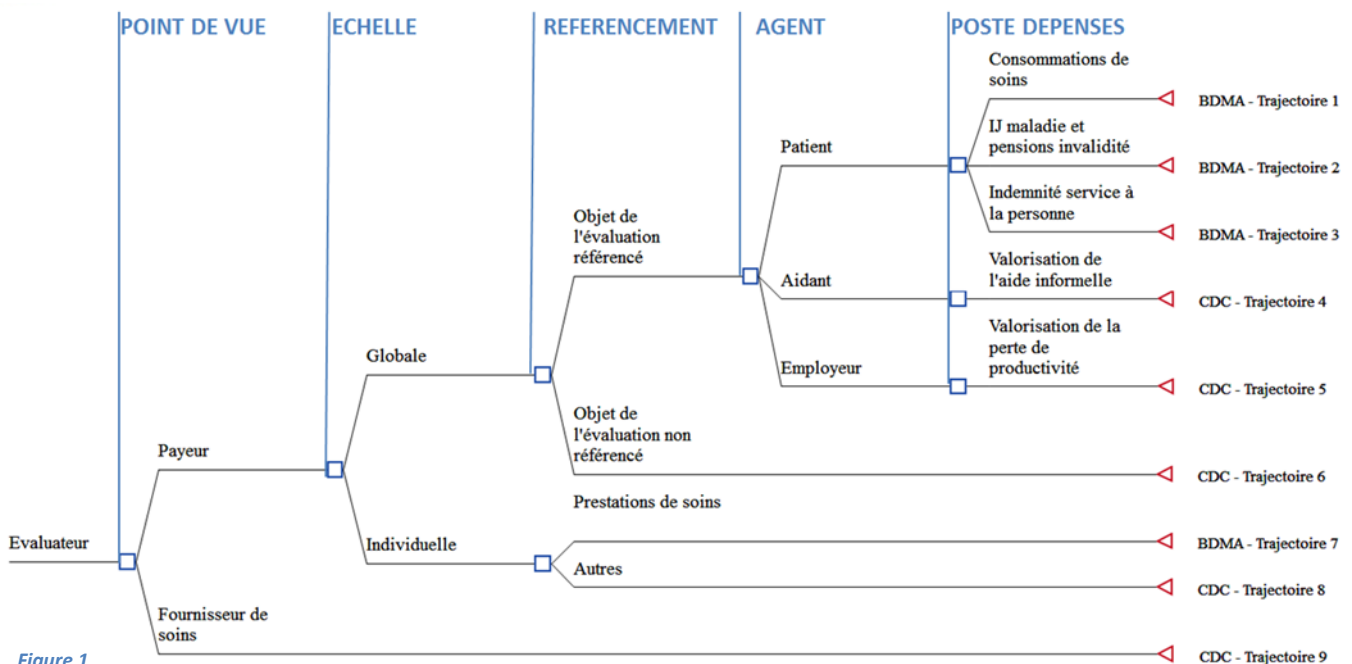 POINT DE VUE
ECHELLE
REFERENCEMENT
AGENT
POSTE DEPENSES
Consommations de
soins
BDMA - Trajectoire 1
IJ maladie et
pensions invalidité
Patient
BDMA - Trajectoire 2
Indemnité service à
la personne
BDMA - Trajectoire 3
Objet de
l'évaluation
référencé
Valorisation de
l'aide informelle
Aidant
CDC - Trajectoire 4
Valorisation de la
perte de
productivité
Globale
Employeur
CDC - Trajectoire 5
Objet de
l'évaluation non
référencé
Payeur
CDC - Trajectoire 6
Prestations de soins
Evaluateur
Individuelle
BDMA - Trajectoire 7
Autres
CDC - Trajectoire 8
Fournisseur de
soins
CDC - Trajectoire 9
Figure 1